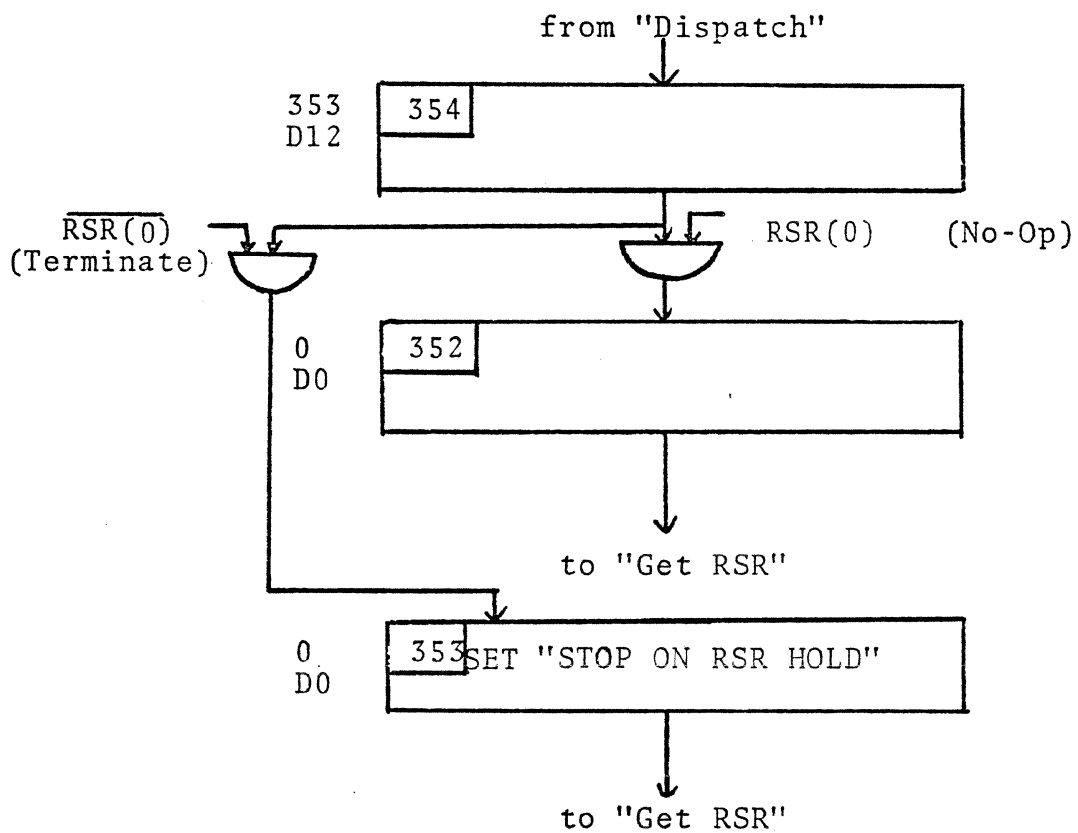 from "Dispatch"
353
D12
354
RSR(0)
(Terminate)
RSR(0) (No-Op)
0
D0
352
to "Get RSR"
0
D0
353
SET "STOP ON RSR HOLD"
to "Get RSR"